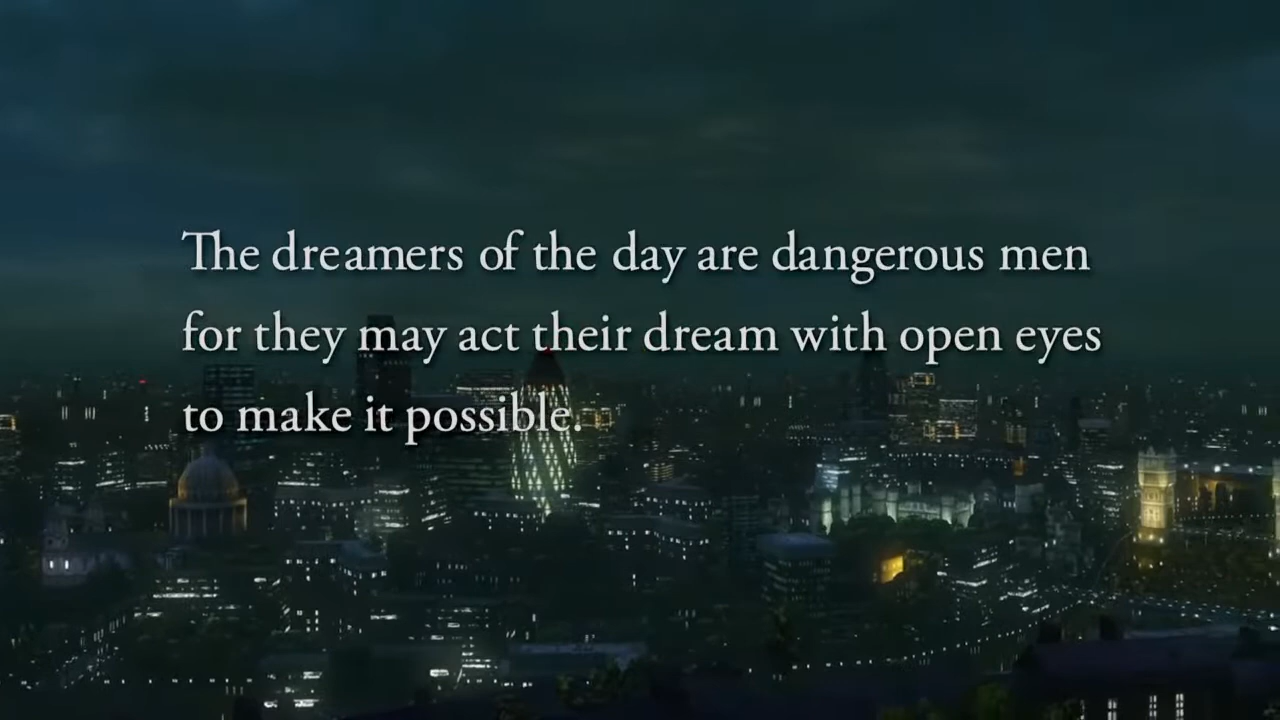 The dreamers of the day are dangerous men
for they may act their dream with open eyes
to make it possible.